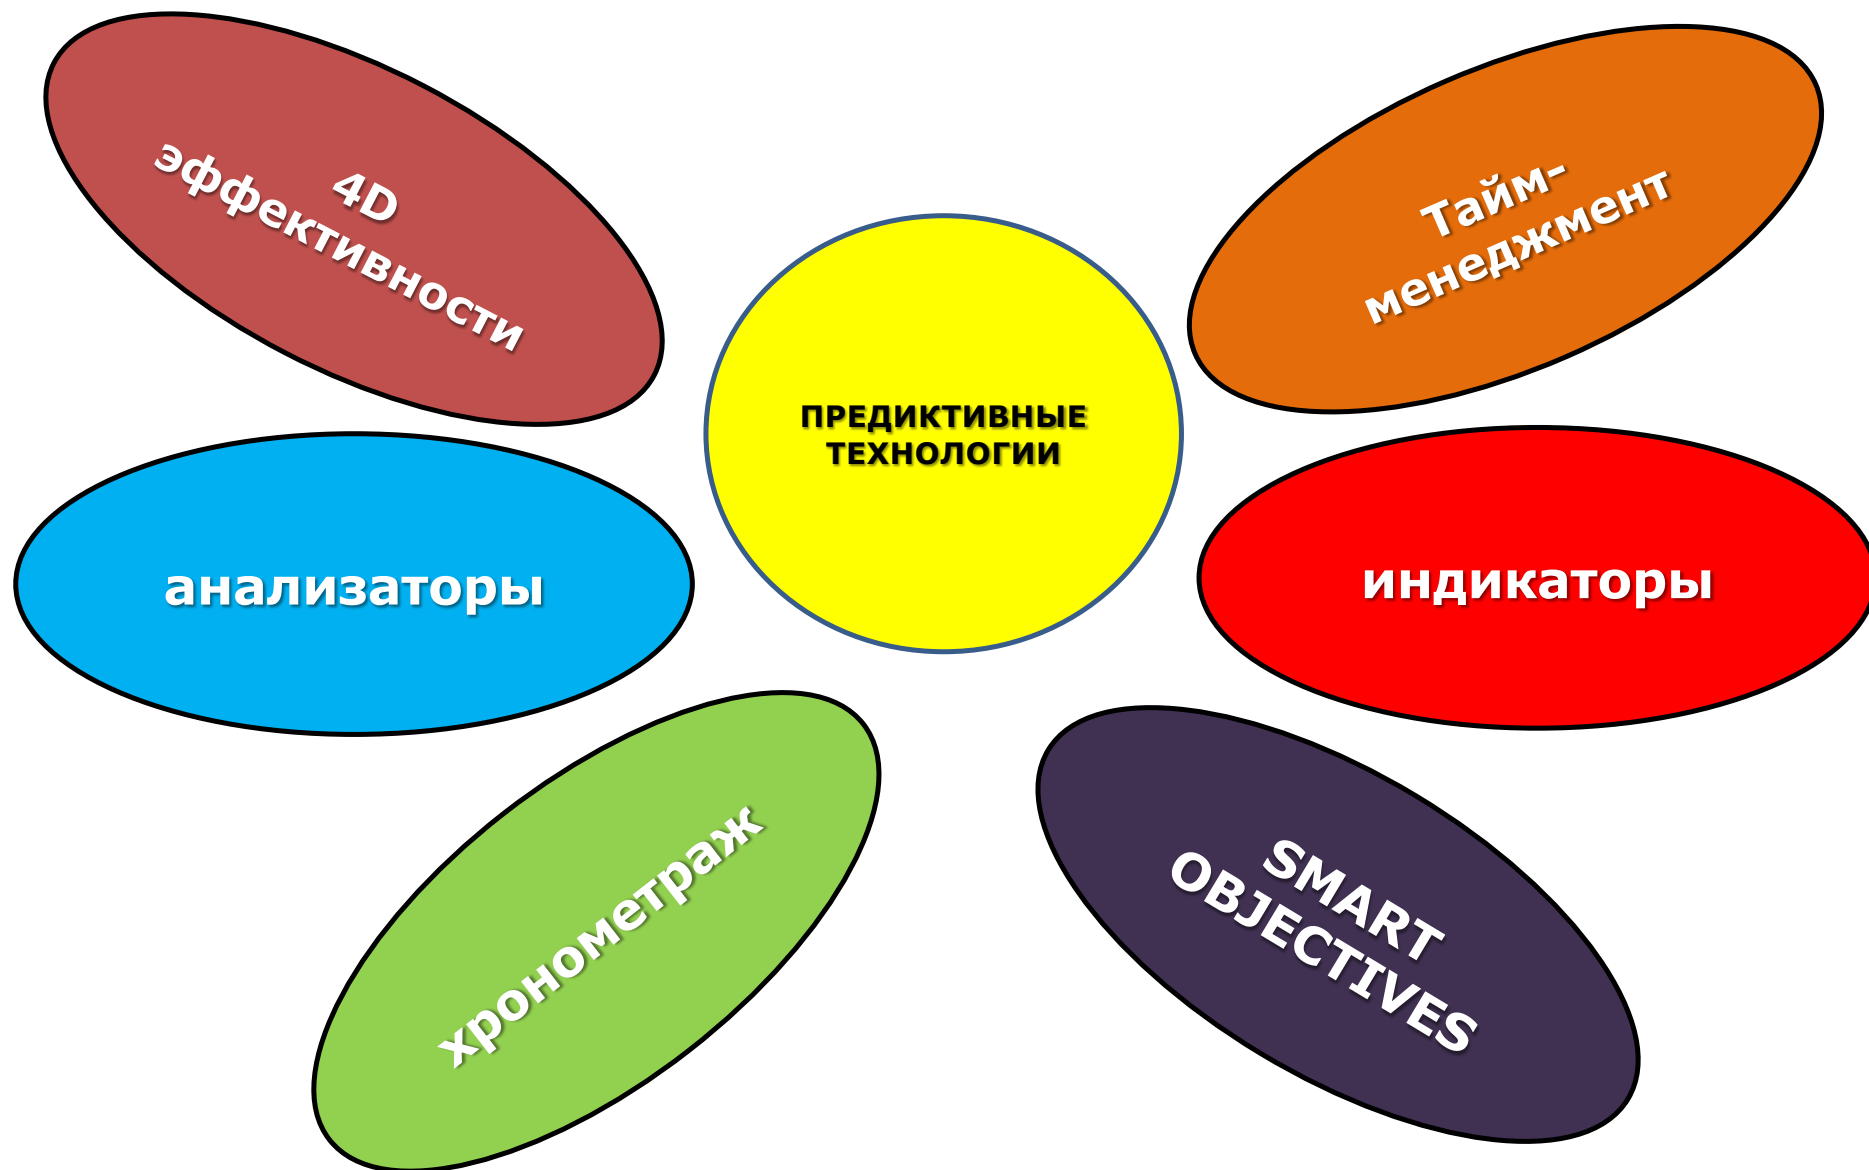 4D
эффективности
Тайм-
менеджмент
ПРЕДИКТИВНЫЕ
ТЕХНОЛОГИИ
анализаторы
индикаторы
хронометраж
SMART
OBJECTIVES